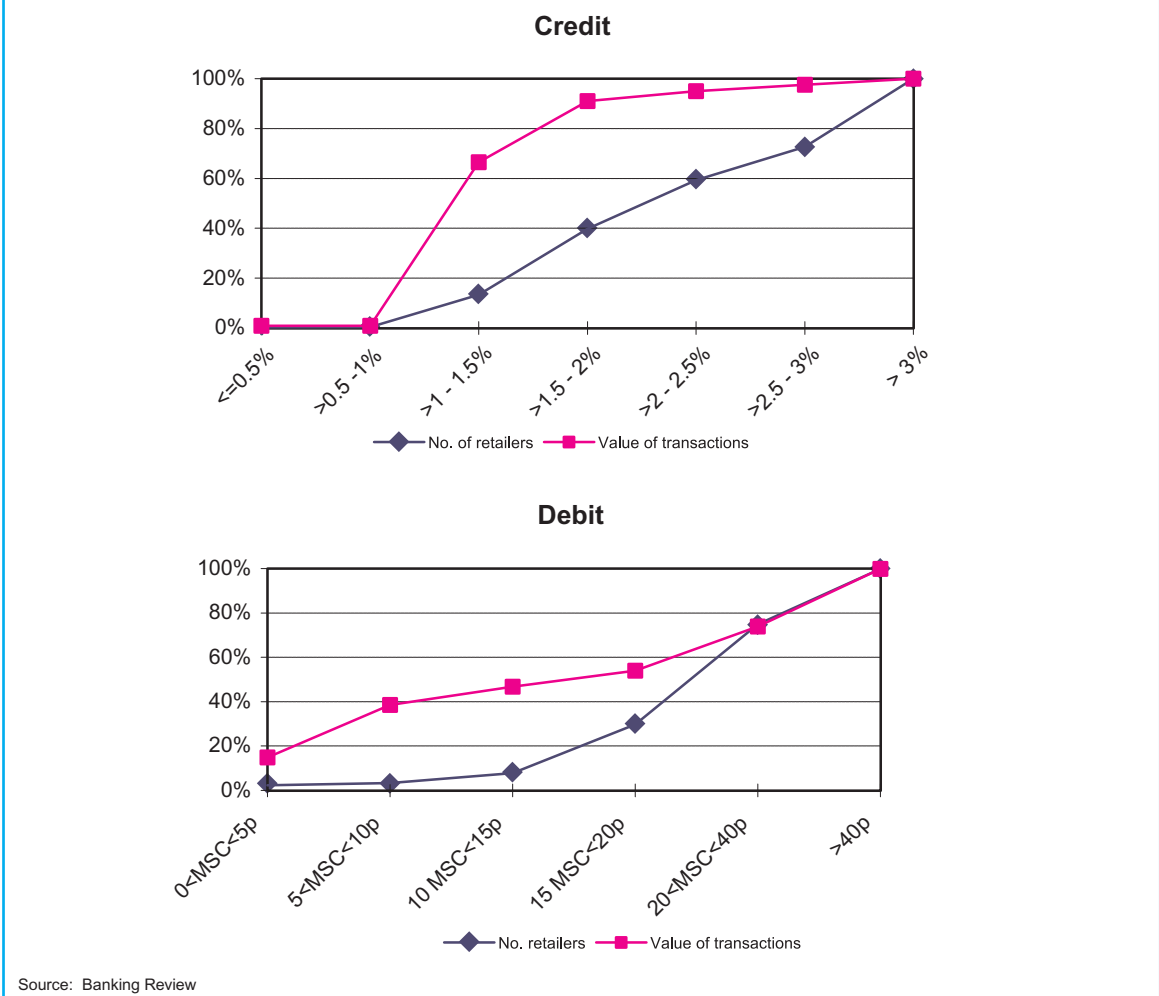 Credit
100%
80%
60%
40%
20%
0%
<=0.5%
>0.5 -1%
>1 - 1.5%
>1.5 - 2%
>2 - 2.5%
>2.5 - 3%
> 3%
No. of retailers
Value of transactions
Debit
100%
80%
60%
40%
20%
0%
0<MSC<5p
5<MSC<10p
10 MSC<15p
15 MSC<20p
20<MSC<40p
>40p
No. retailers
Value of transactions
Source: Banking Review